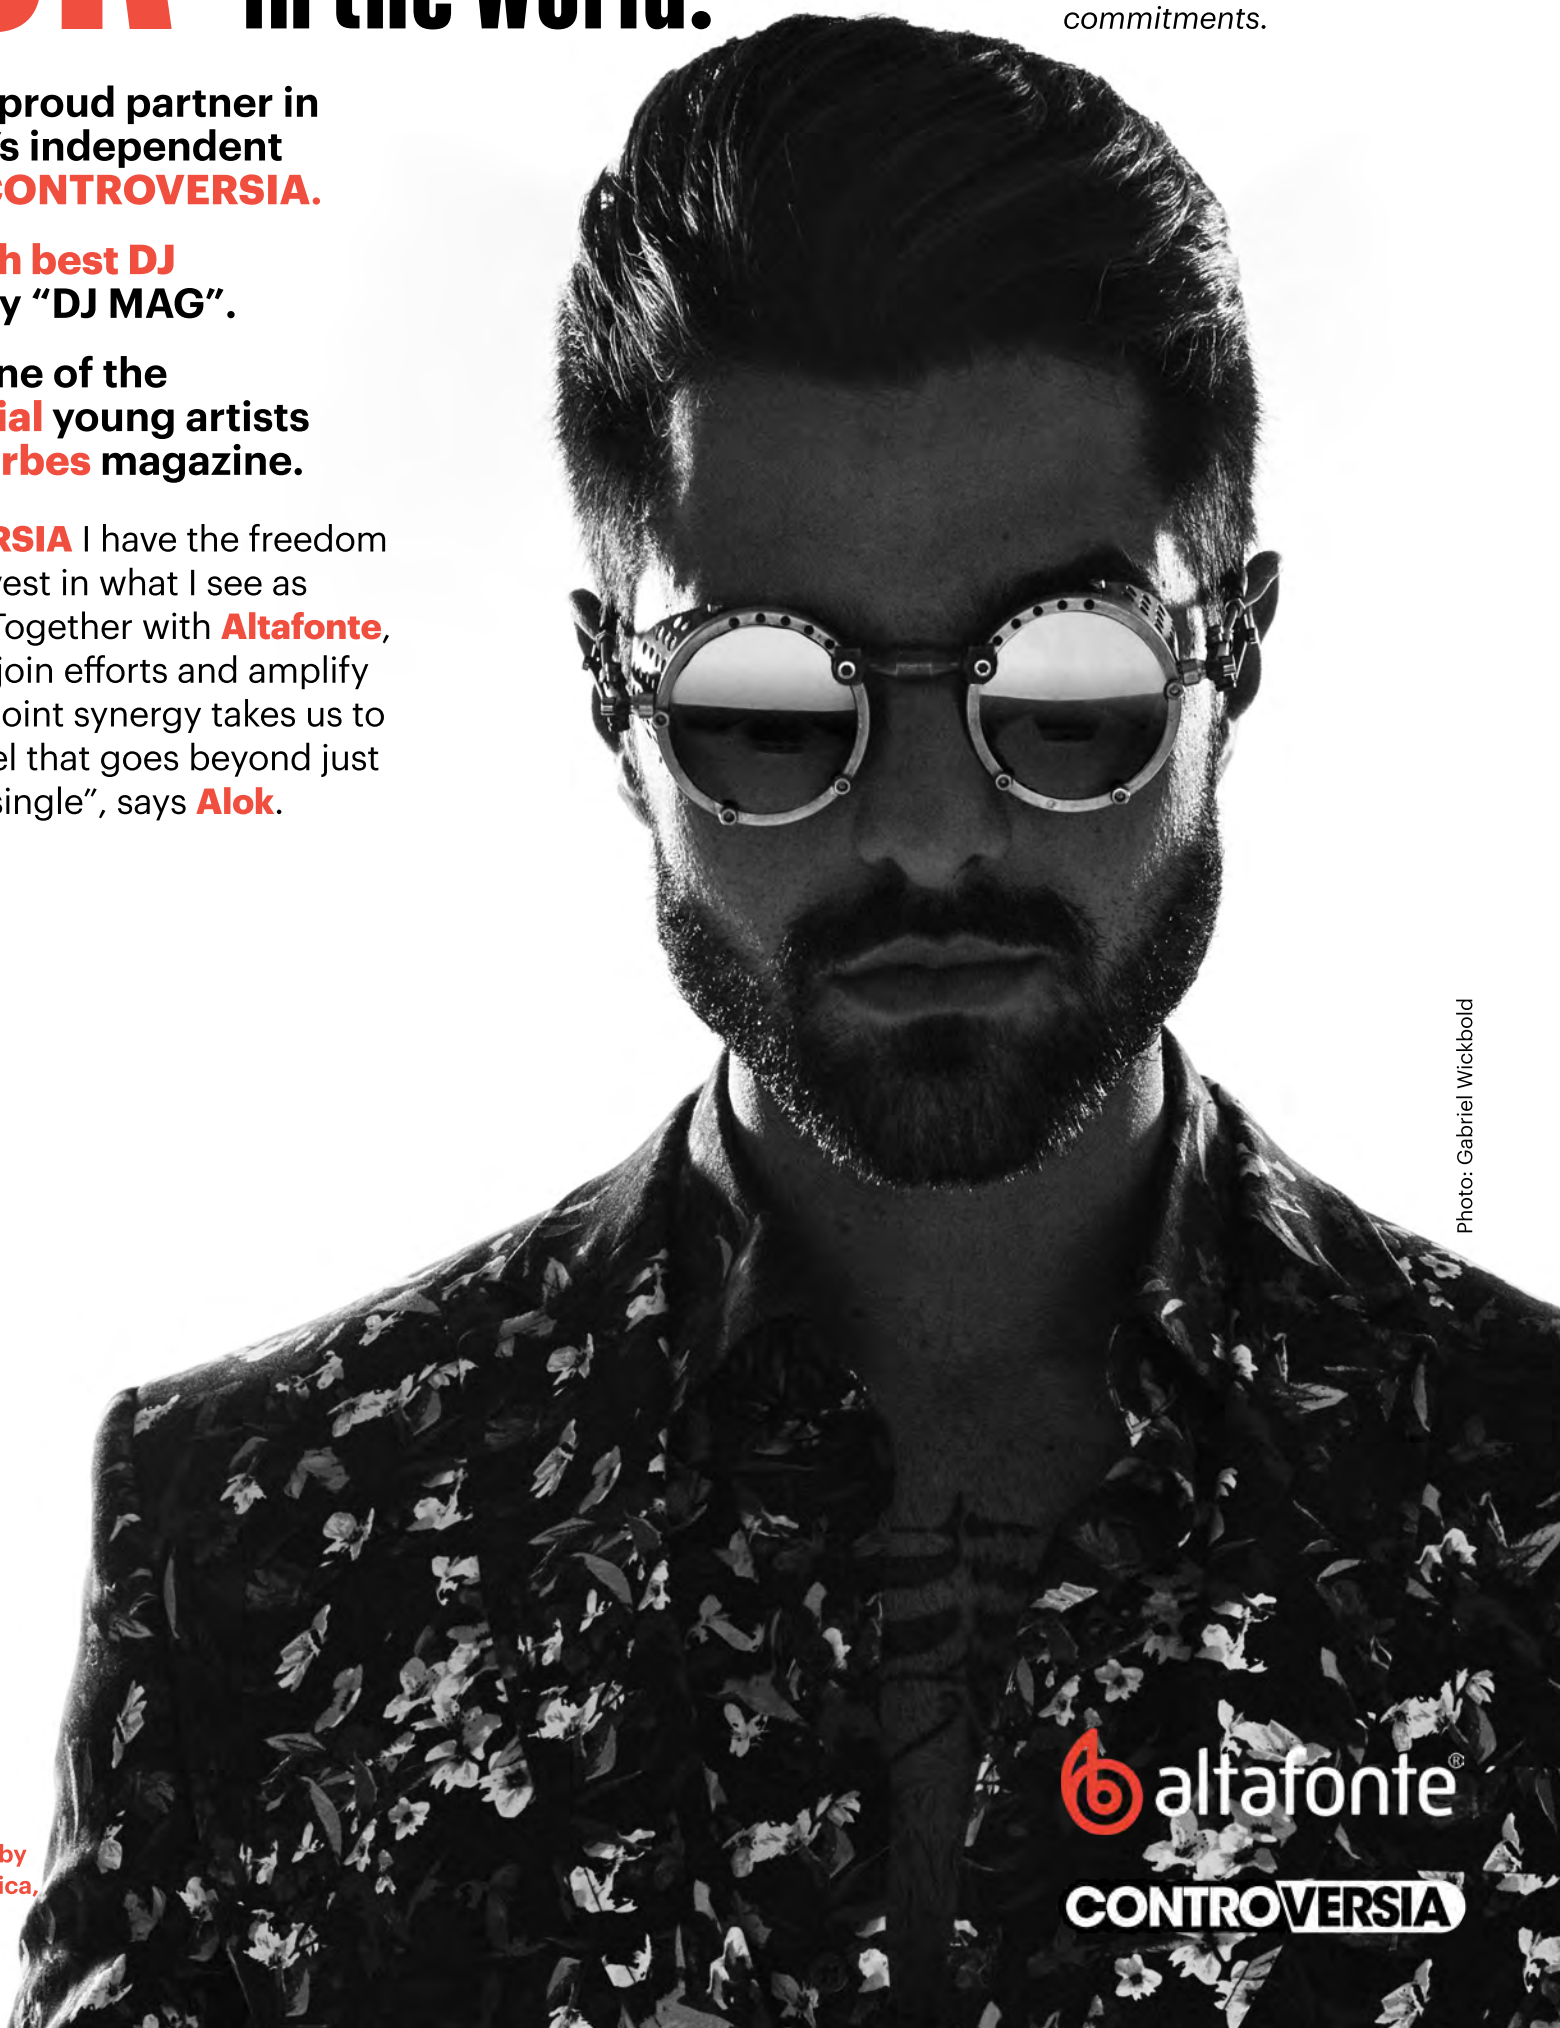 in the world.
commitments.
proud partner in
's independent
CONTROVERSIA.
h best DJ
y “DJ MAG”.
ne of the
ial young artists
rbes magazine.
RSIA I have the freedom
vest in what I see as
Together with Altafonte,
join efforts and amplify
oint synergy takes us to
el that goes beyond just
single”, says Alok.
Photo: Gabriel Wickbold
by
ica,
altafonte®
CONTROVERSIA